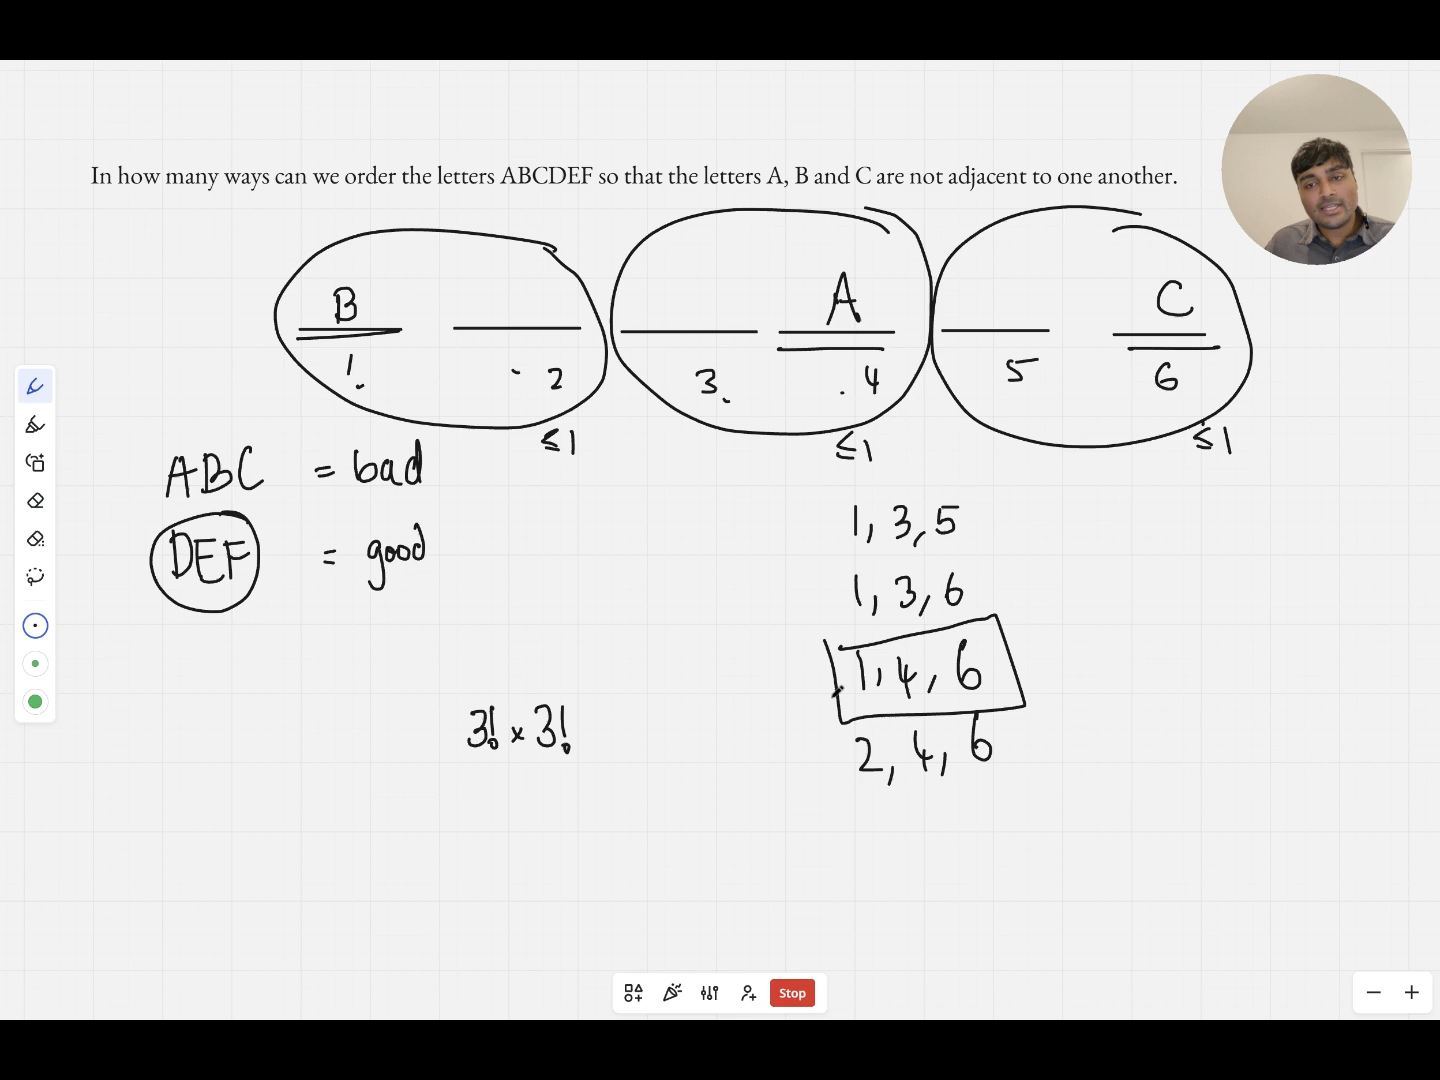 In how many ways can we order the letters ABCDEF so that the letters A, B and C are not adjacent to one another.
B A C
1 2 3 4 5 6
≤1 ≤1 ≤1
ABC = bad
DEF = good
1, 3, 5
1, 3, 6
1, 4, 6
2, 4, 6
3! × 3!
Stop